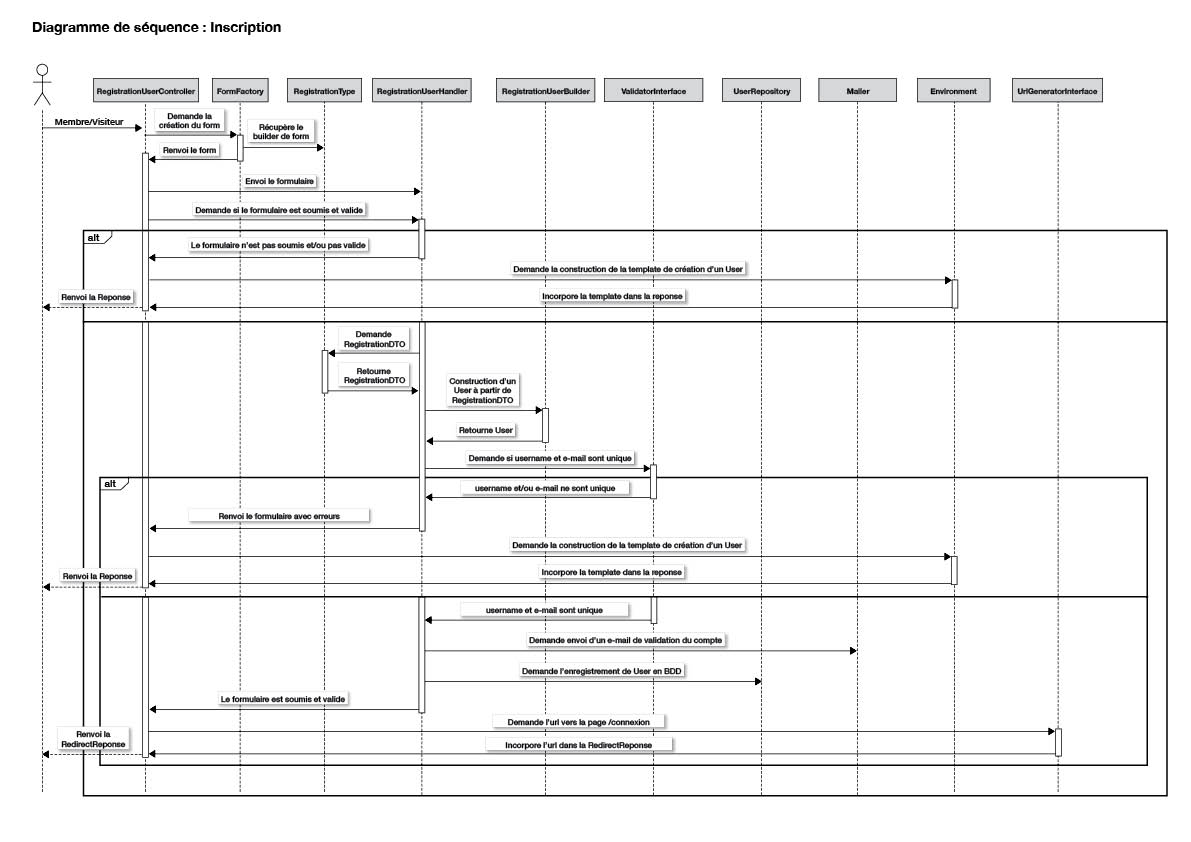 Diagramme de séquence : Inscription
RegistrationUserController
FormFactory
RegistrationType
RegistrationUserHandler
RegistrationUserBuilder
ValidatorInterface
UserRepository
Mailer
Environment
UrlGeneratorInterface
Membre/Visiteur
Demande la
création du form
Récupère le
builder de form
Renvoi le form
Envoi le formulaire
Demande si le formulaire est soumis et valide
alt
Le formulaire n'est pas soumis et/ou pas valide
Demande la construction de la template de création d'un User
Renvoi la Reponse
Incorpore la template dans la reponse
Demande
RegistrationDTO
Retourne
RegistrationDTO
Construction d'un
User à partir de
RegistrationDTO
Retourne User
Demande si username et e-mail sont unique
alt
username et/ou e-mail ne sont unique
Renvoi le formulaire avec erreurs
Demande la construction de la template de création d'un User
Renvoi la Reponse
Incorpore la template dans la reponse
username et e-mail sont unique
Demande envoi d'un e-mail de validation du compte
Demande l'enregistrement de User en BDD
Le formulaire est soumis et valide
Demande l'url vers la page /connexion
Renvoi la
RedirectReponse
Incorpore l'url dans la RedirectReponse